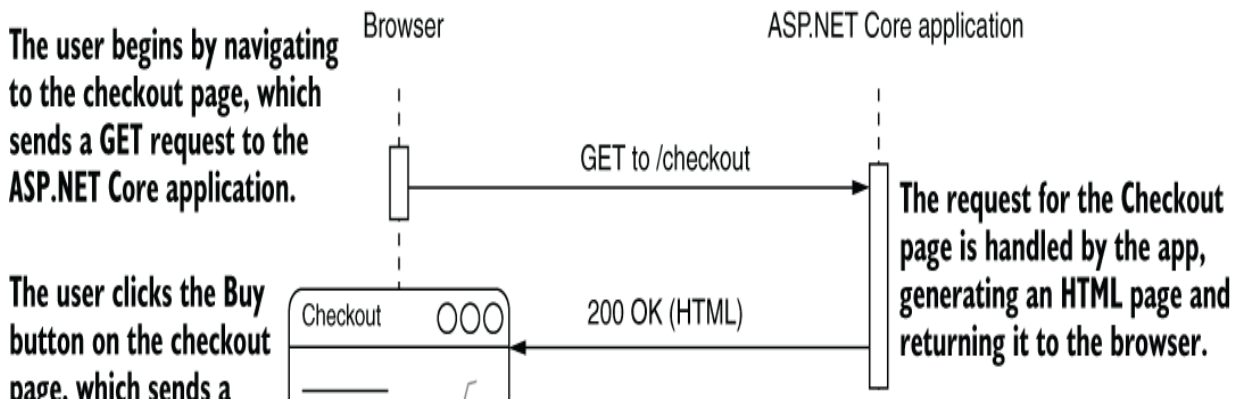 Browser
ASP.NET Core application
The user begins by navigating
to the checkout page, which
sends a GET request to the
ASP.NET Core application.
GET to /checkout
The request for the Checkout
page is handled by the app,
generating an HTML page and
returning it to the browser.
The user clicks the Buy
button on the checkout
page, which sends a
Checkout
200 OK (HTML)